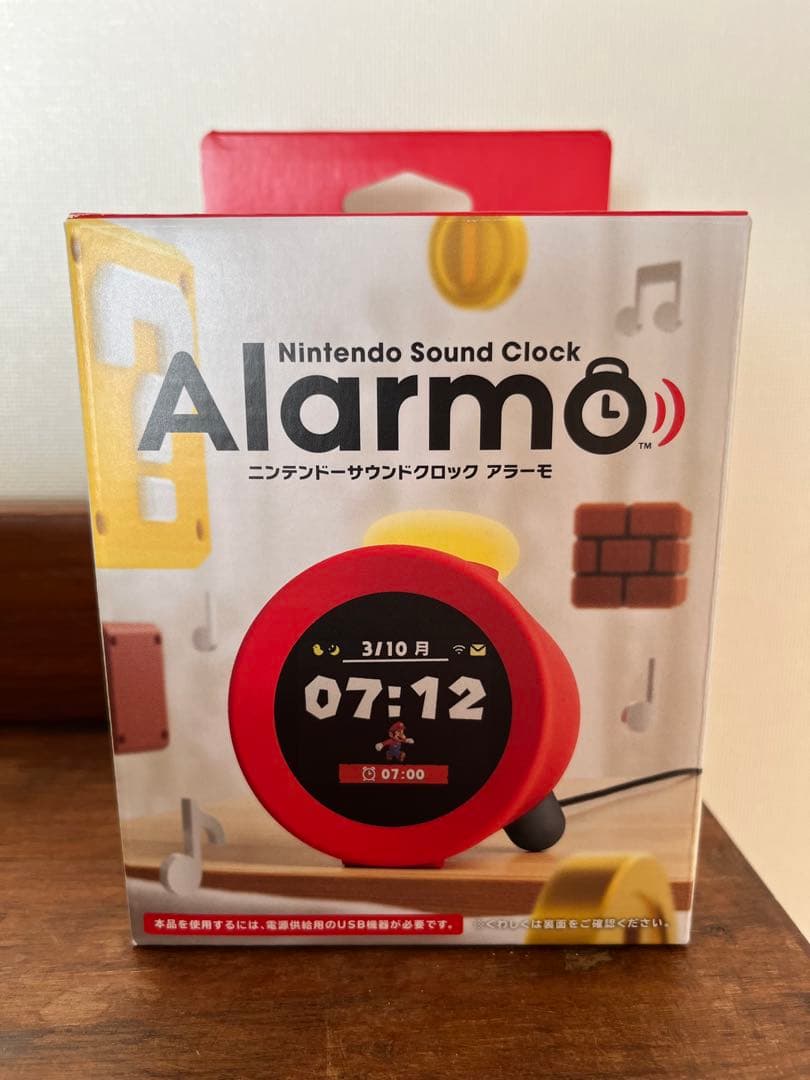 Nintendo Sound Clock
Alarmo
TM
ニンテンドーサウンドクロック アラーモ
3/10 月
07:12
07:00
本品を使用するには、電源供給用のUSB機器が必要です。
※くわしくは裏面をご確認ください。